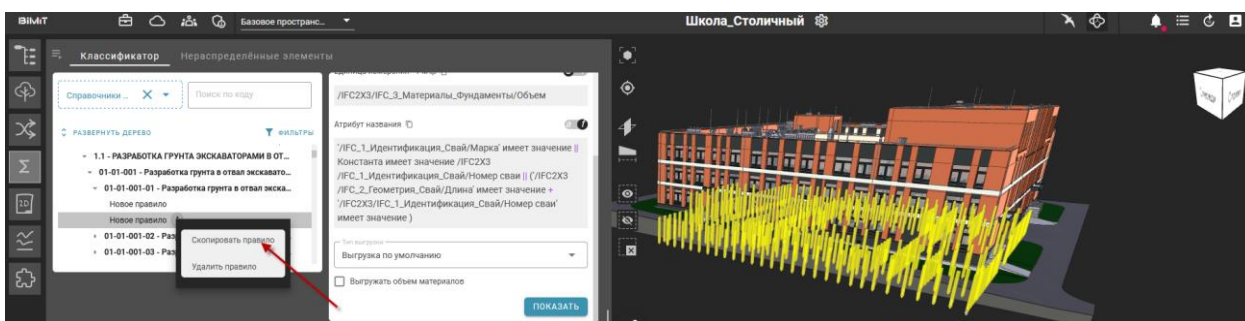 BIMIT
Базовое пространс..
Школа_Столичный
Классификатор
Нераспределённые элементы
Справочники ..
Поиск по коду
РАЗВЕРНУТЬ ДЕРЕВО
ФИЛЬТРЫ
1.1 - РАЗРАБОТКА ГРУНТА ЭКСКАВАТОРАМИ В ОТ...
01-01-001 - Разработка грунта в отвал экскавато...
01-01-001-01 - Разработка грунта в отвал экска...
Новое правило
Новое правило
01-01-001-02 - Раз
01-01-001-03 - Раз
Скопировать правило
Удалить правило
/IFC2X3/IFC_3_Материалы_Фундаменты/Объем
Атрибут названия
'/IFC_1_Идентификация_Свай/Марка' имеет значение ||
Константа имеет значение /IFC2X3
/IFC_1_Идентификация_Свай/Номер сваи || ('/IFC2X3
/IFC_2_Геометрия_Свай/Длина' имеет значение +
'/IFC2X3/IFC_1_Идентификация_Свай/Номер сваи'
имеет значение )
Тип выгрузки
Выгрузка по умолчанию
Выгружать объем материалов
ПОКАЗАТЬ
2D